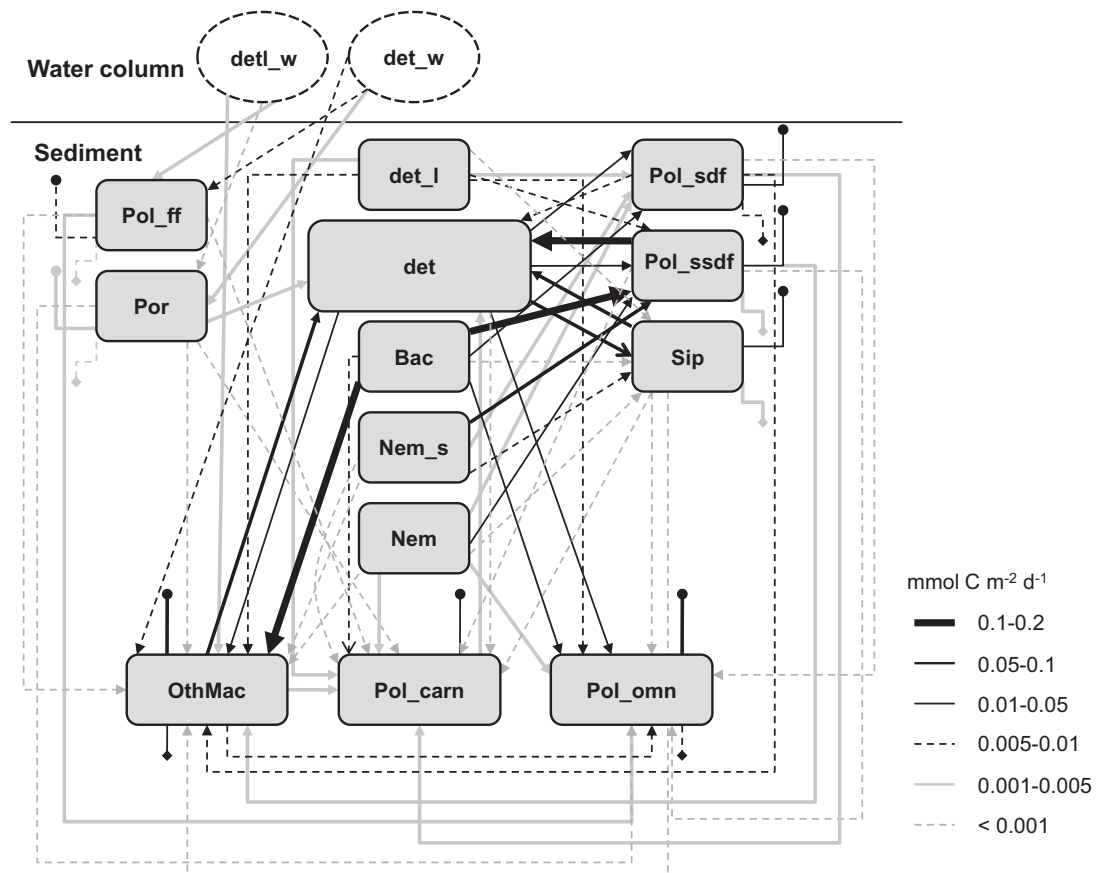 detl_w
det_w
Water column
Sediment
det_l
Pol_sdf
Pol_ff
det
Pol_ssdf
Por
Bac
Sip
Nem_s
Nem
OthMac
Pol_carn
Pol_omn
mmol C m-2 d-1
0.1-0.2
0.05-0.1
0.01-0.05
0.005-0.01
0.001-0.005
< 0.001